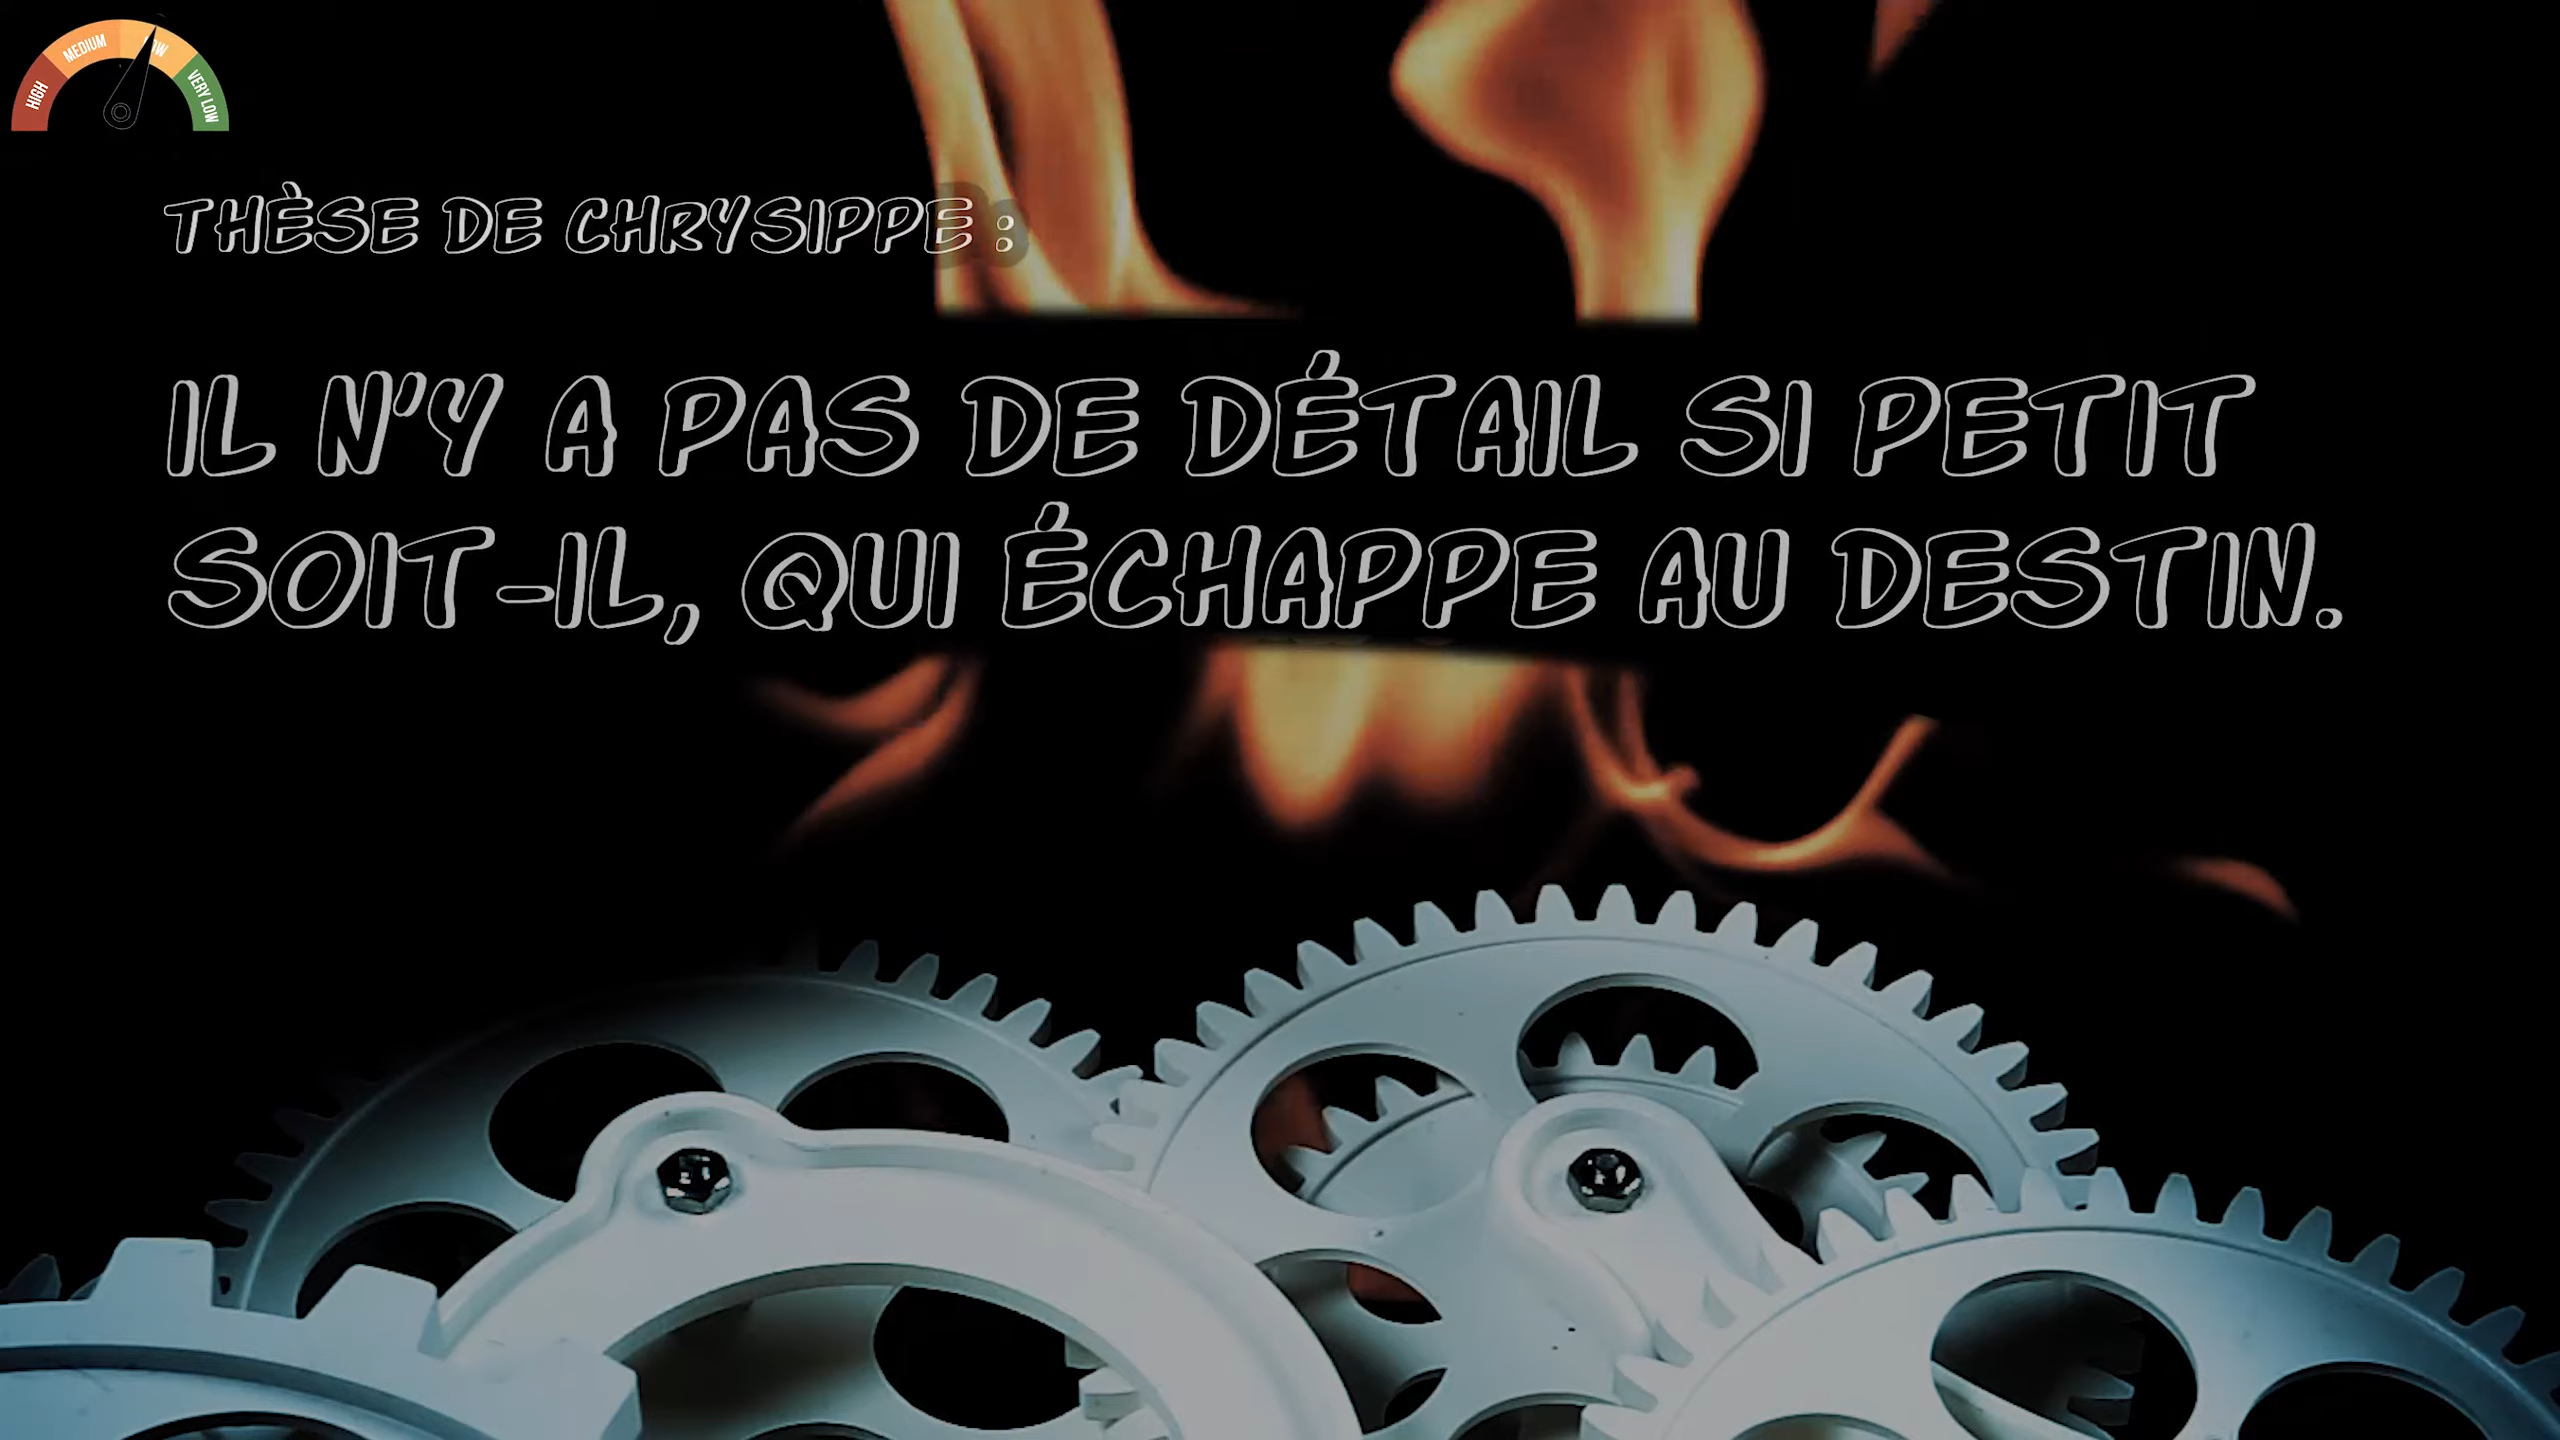 HIGH
MEDIUM
LOW
VERY LOW
THÈSE DE CHRYSIPPE :
IL N'Y A PAS DE DÉTAIL SI PETIT
SOIT-IL, QUI ÉCHAPPE AU DESTIN.